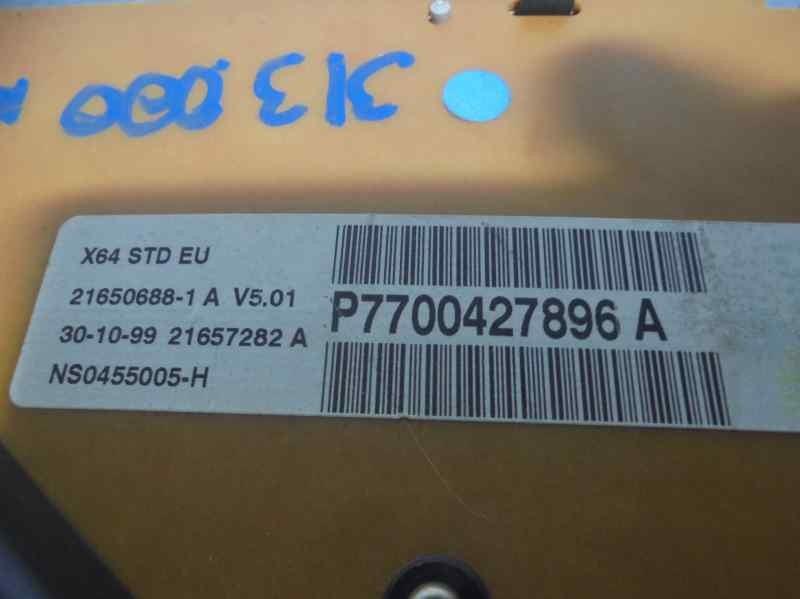 313 000
X64 STD EU
21650688-1 A V5.01
30-10-99 21657282 A
NS0455005-H
P7700427896 A